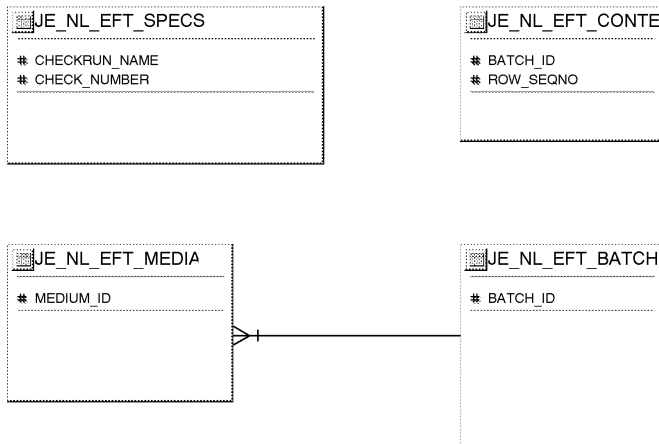 JE_NL_EFT_SPECS
# CHECKRUN_NAME
# CHECK_NUMBER
JE_NL_EFT_CONTE
# BATCH_ID
# ROW_SEQNO
JE_NL_EFT_MEDIA
# MEDIUM_ID
JE_NL_EFT_BATCH
# BATCH_ID